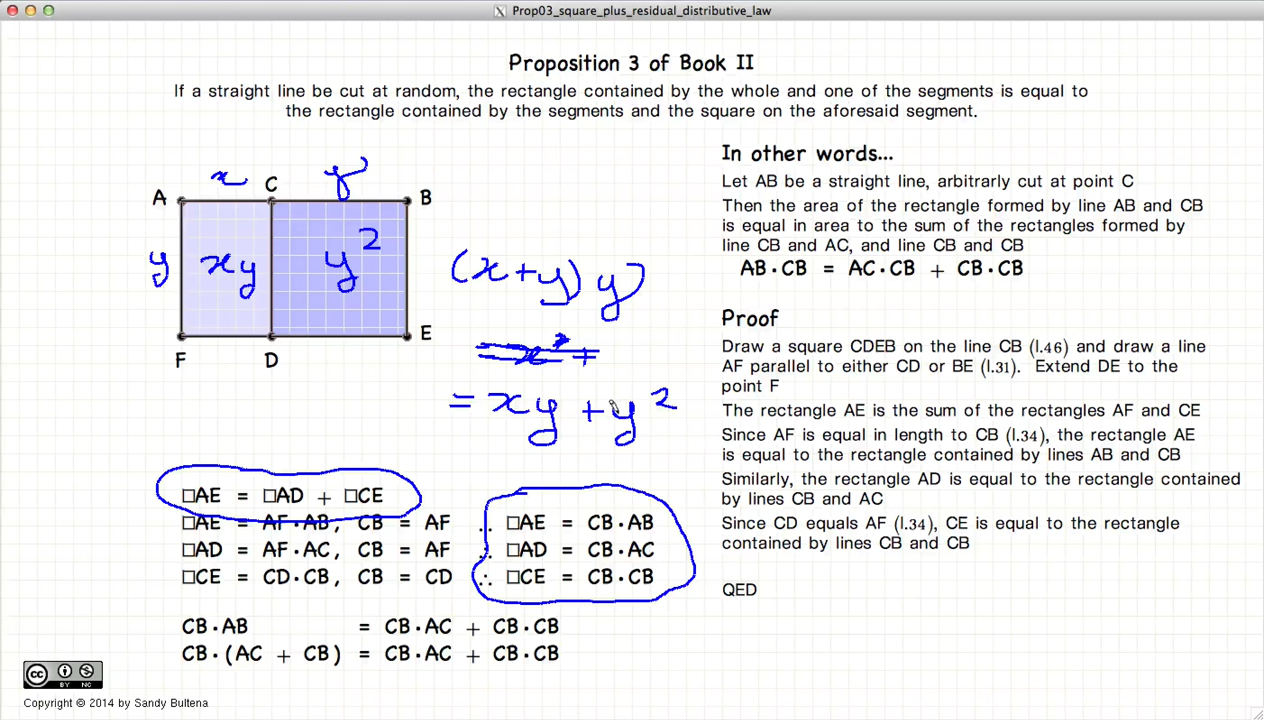 Prop03_square_plus_residual_distributive_law
Proposition 3 of Book II
If a straight line be cut at random, the rectangle contained by the whole and one of the segments is equal to
the rectangle contained by the segments and the square on the aforesaid segment.
x
y
A
C
B
y
xy
y²
F
D
E
(x+y) y
= x² +
= xy + y²
□AE = □AD + □CE
□AE = AF·AB, CB = AF ∴ □AE = CB·AB
□AD = AF·AC, CB = AF ∴ □AD = CB·AC
□CE = CD·CB, CB = CD ∴ □CE = CB·CB
CB·AB = CB·AC + CB·CB
CB·(AC + CB) = CB·AC + CB·CB
In other words...
Let AB be a straight line, arbitrarly cut at point C
Then the area of the rectangle formed by line AB and CB
is equal in area to the sum of the rectangles formed by
line CB and AC, and line CB and CB
AB·CB = AC·CB + CB·CB
Proof
Draw a square CDEB on the line CB (I.46) and draw a line
AF parallel to either CD or BE (I.31). Extend DE to the
point F
The rectangle AE is the sum of the rectangles AF and CE
Since AF is equal in length to CB (I.34), the rectangle AE
is equal to the rectangle contained by lines AB and CB
Similarly, the rectangle AD is equal to the rectangle contained
by lines CB and AC
Since CD equals AF (I.34), CE is equal to the rectangle
contained by lines CB and CB
QED
cc
BY NC
Copyright © 2014 by Sandy Bultena